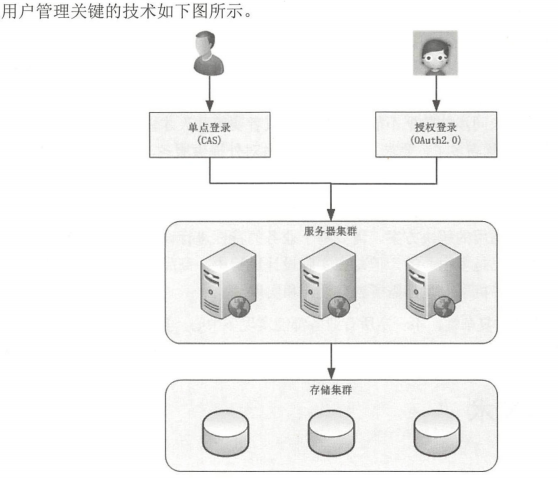 用户管理关键的技术如下图所示。
单点登录
(CAS)
授权登录
(OAuth2.0)
服务器集群
存储集群